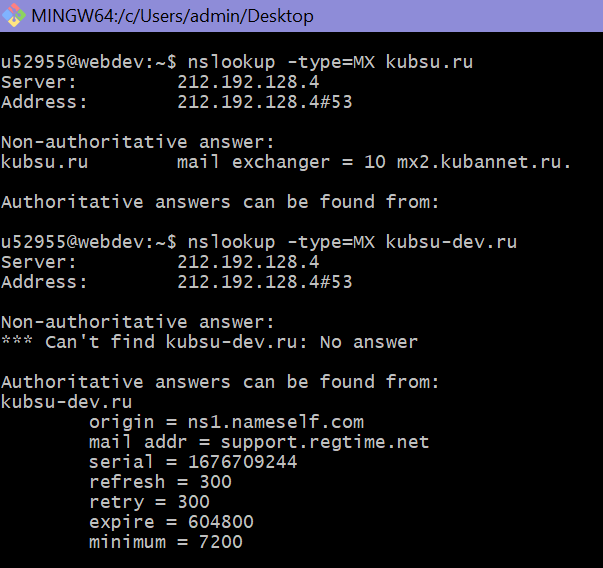 MINGW64:/c/Users/admin/Desktop
u52955@webdev:~$ nslookup -type=MX kubsu.ru
Server:         212.192.128.4
Address:        212.192.128.4#53
Non-authoritative answer:
kubsu.ru        mail exchanger = 10 mx2.kubannet.ru.
Authoritative answers can be found from:
u52955@webdev:~$ nslookup -type=MX kubsu-dev.ru
Server:         212.192.128.4
Address:        212.192.128.4#53
Non-authoritative answer:
*** Can't find kubsu-dev.ru: No answer
Authoritative answers can be found from:
kubsu-dev.ru
        origin = ns1.nameself.com
        mail addr = support.regtime.net
        serial = 1676709244
        refresh = 300
        retry = 300
        expire = 604800
        minimum = 7200